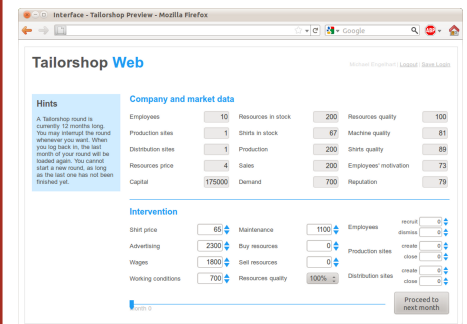 Interface - Tailorshop Preview - Mozilla Firefox
Google
ABP
Tailorshop Web
Michael Engelhart | Logout | Save Login
Hints
A Tailorshop round is
currently 12 months long.
You may interrupt the round
whenever you want. When
you log back in, the last
month of your round will be
loaded again. You cannot
start a new round, as long
as the last one has not been
finished yet.
Company and market data
Employees 10 Resources in stock 200 Resources quality 100
Production sites 1 Shirts in stock 67 Machine quality 81
Distribution sites 1 Production 200 Shirts quality 89
Resources price 4 Sales 200 Employees' motivation 73
Capital 175000 Demand 700 Reputation 79
Intervention
Shirt price 65 Maintenance 1100 Employees recruit 0 dismiss 0
Advertising 2300 Buy resources 0 Production sites create 0 close 0
Wages 1800 Sell resources 0
Working conditions 700 Resources quality 100% Distribution sites create 0 close 0
Month 0
Proceed to
next month